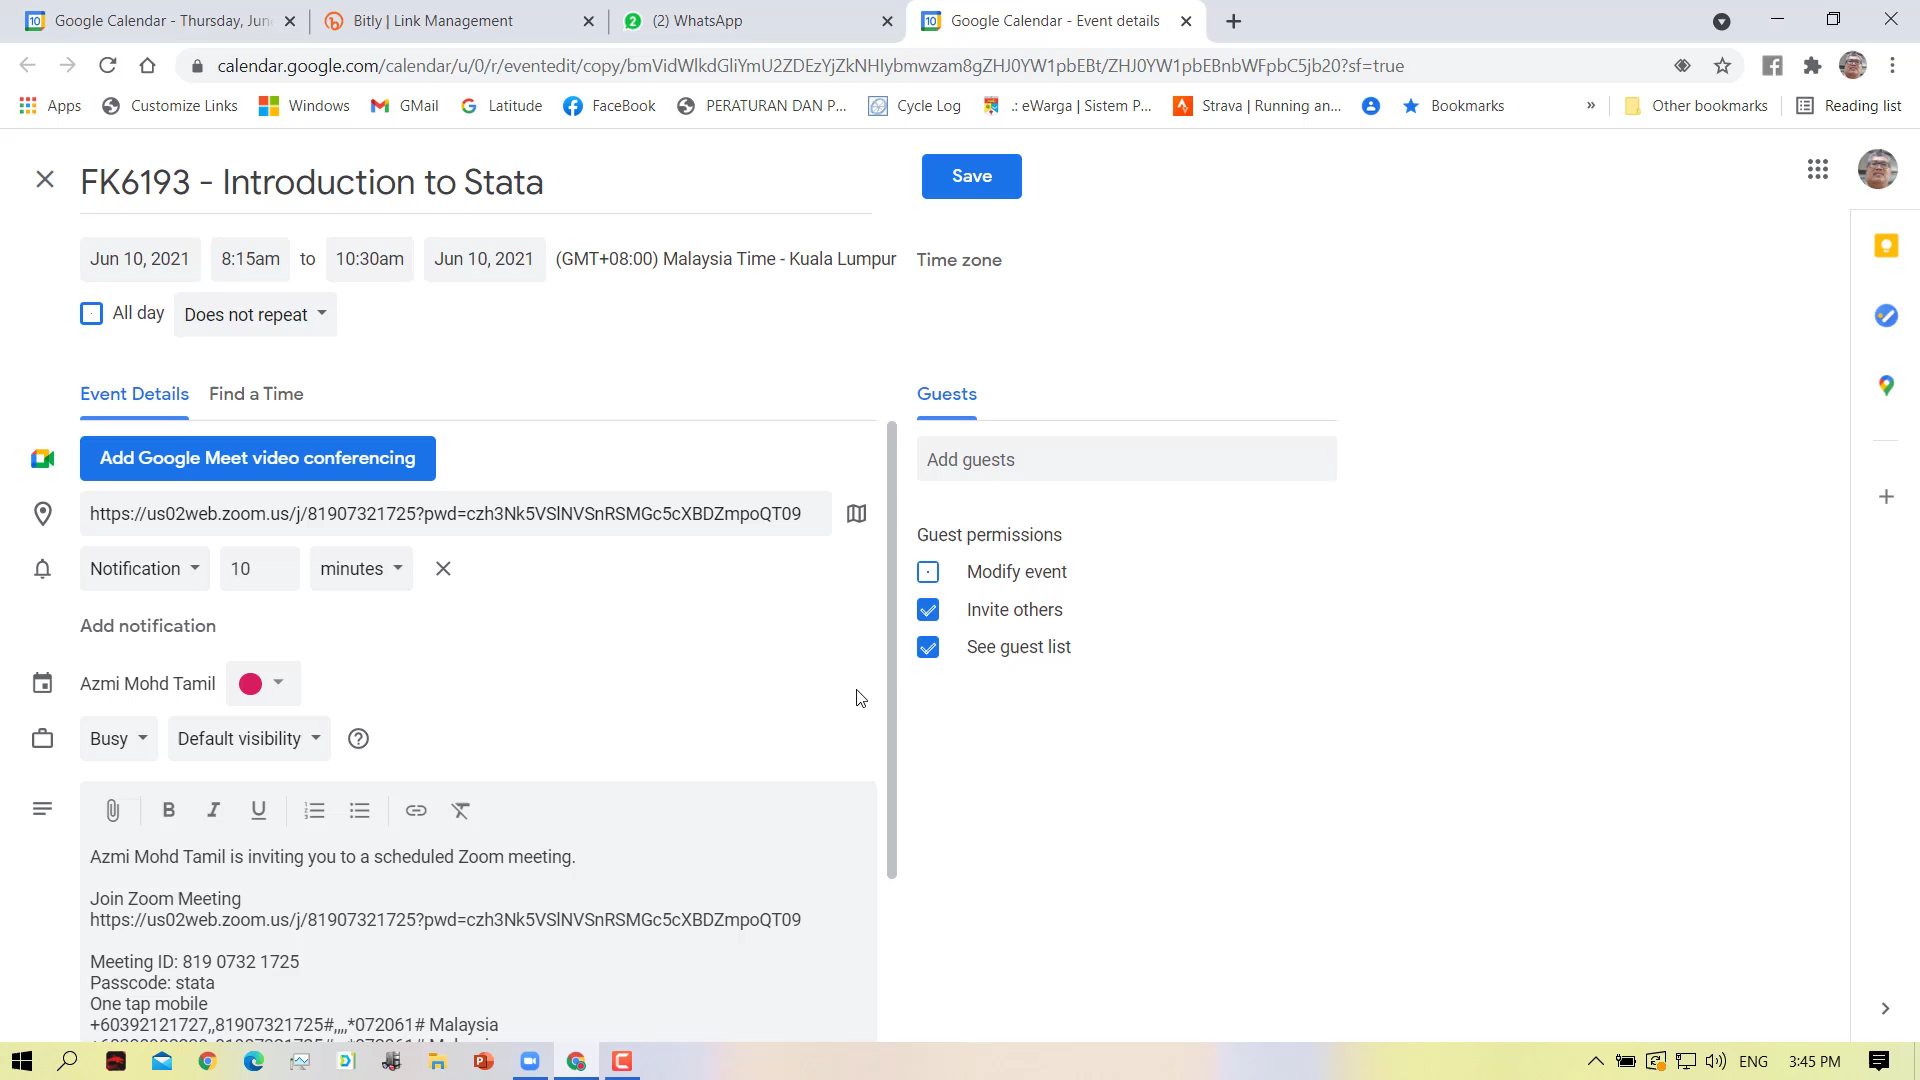 Google Calendar - Thursday, Jun
Bitly | Link Management
(2) WhatsApp
Google Calendar - Event details
calendar.google.com/calendar/u/0/r/eventedit/copy/bmVidWlkdGliYmU2ZDEzYjZkNHIybmwzam8gZHJ0YW1pbEBt/ZHJ0YW1pbEBnbWFpbC5jb20?sf=true
Apps
Customize Links
Windows
GMail
Latitude
FaceBook
PERATURAN DAN P...
Cycle Log
.: eWarga | Sistem P...
Strava | Running an...
Bookmarks
»
Other bookmarks
Reading list
FK6193 - Introduction to Stata
Save
Jun 10, 2021 8:15am to 10:30am Jun 10, 2021 (GMT+08:00) Malaysia Time - Kuala Lumpur Time zone
All day Does not repeat
Event Details Find a Time
Guests
Add Google Meet video conferencing
Add guests
https://us02web.zoom.us/j/81907321725?pwd=czh3Nk5VSlNVSnRSMGc5cXBDZmpoQT09
Guest permissions
Notification 10 minutes
Modify event
Invite others
Add notification
See guest list
Azmi Mohd Tamil
Busy Default visibility
Azmi Mohd Tamil is inviting you to a scheduled Zoom meeting.
Join Zoom Meeting
https://us02web.zoom.us/j/81907321725?pwd=czh3Nk5VSlNVSnRSMGc5cXBDZmpoQT09
Meeting ID: 819 0732 1725
Passcode: stata
One tap mobile
+60392121727,,81907321725#,,,,*072061# Malaysia
ENG 3:45 PM